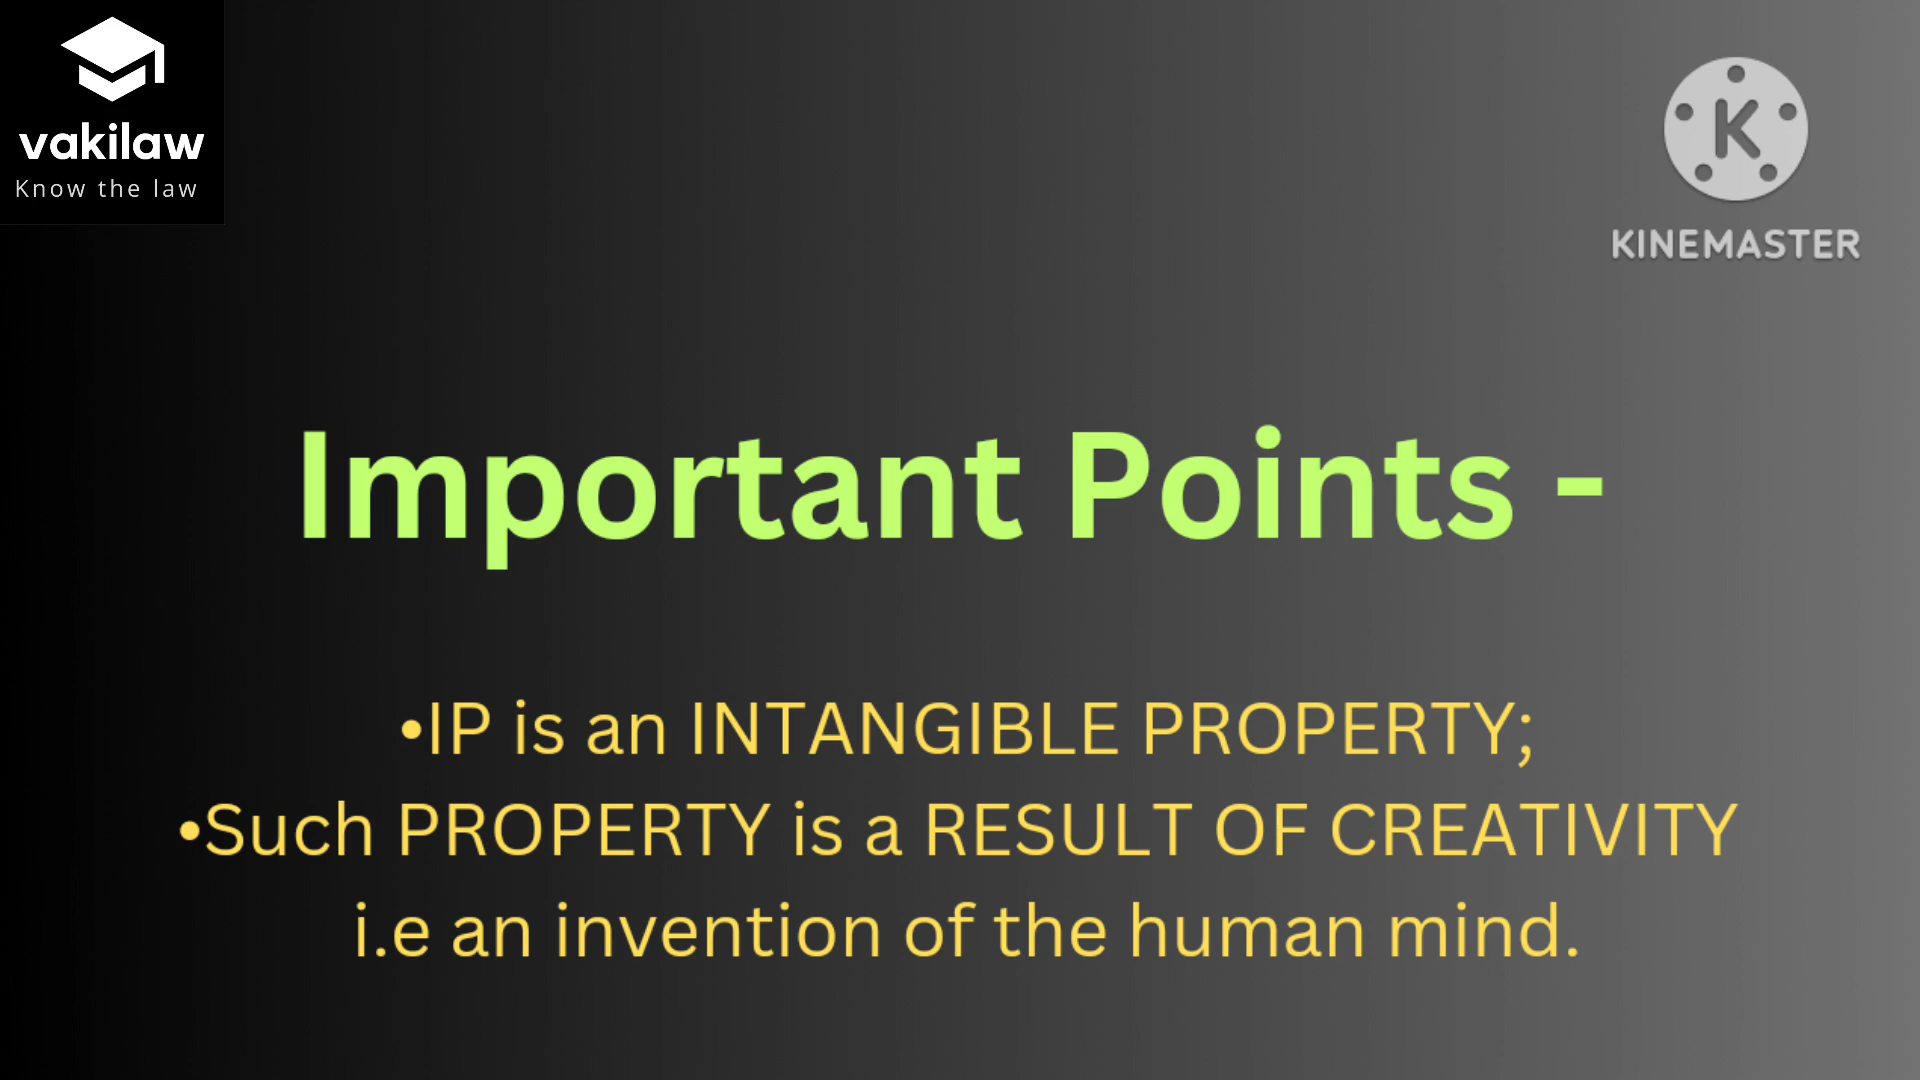 vakilaw
Know the law
K
KINEMASTER
Important Points -
•IP is an INTANGIBLE PROPERTY;
•Such PROPERTY is a RESULT OF CREATIVITY
i.e an invention of the human mind.